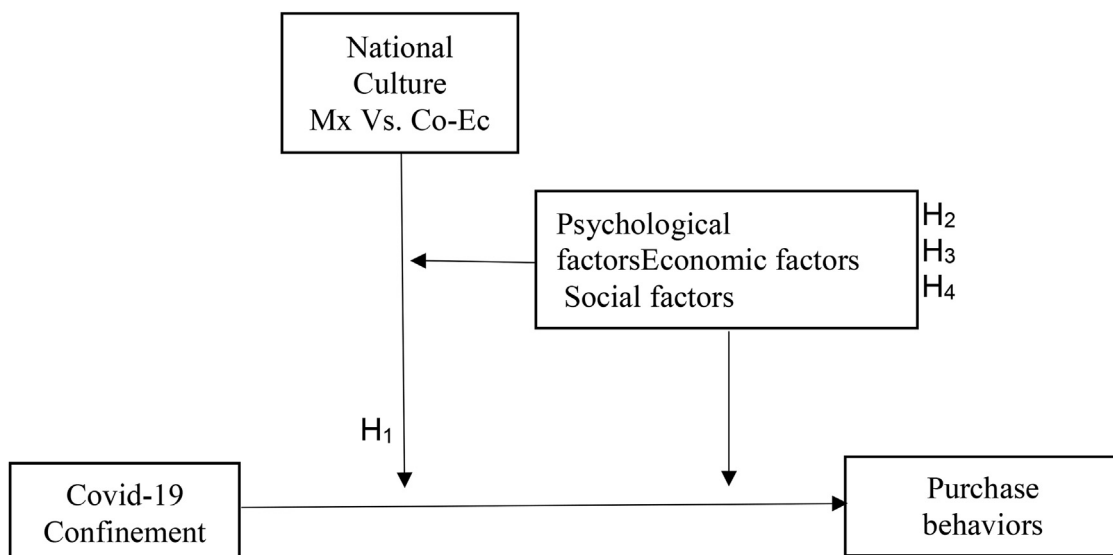 National
Culture
Mx Vs. Co-Ec
Psychological
factorsEconomic factors
Social factors
H2
H3
H4
H1
Covid-19
Confinement
Purchase
behaviors